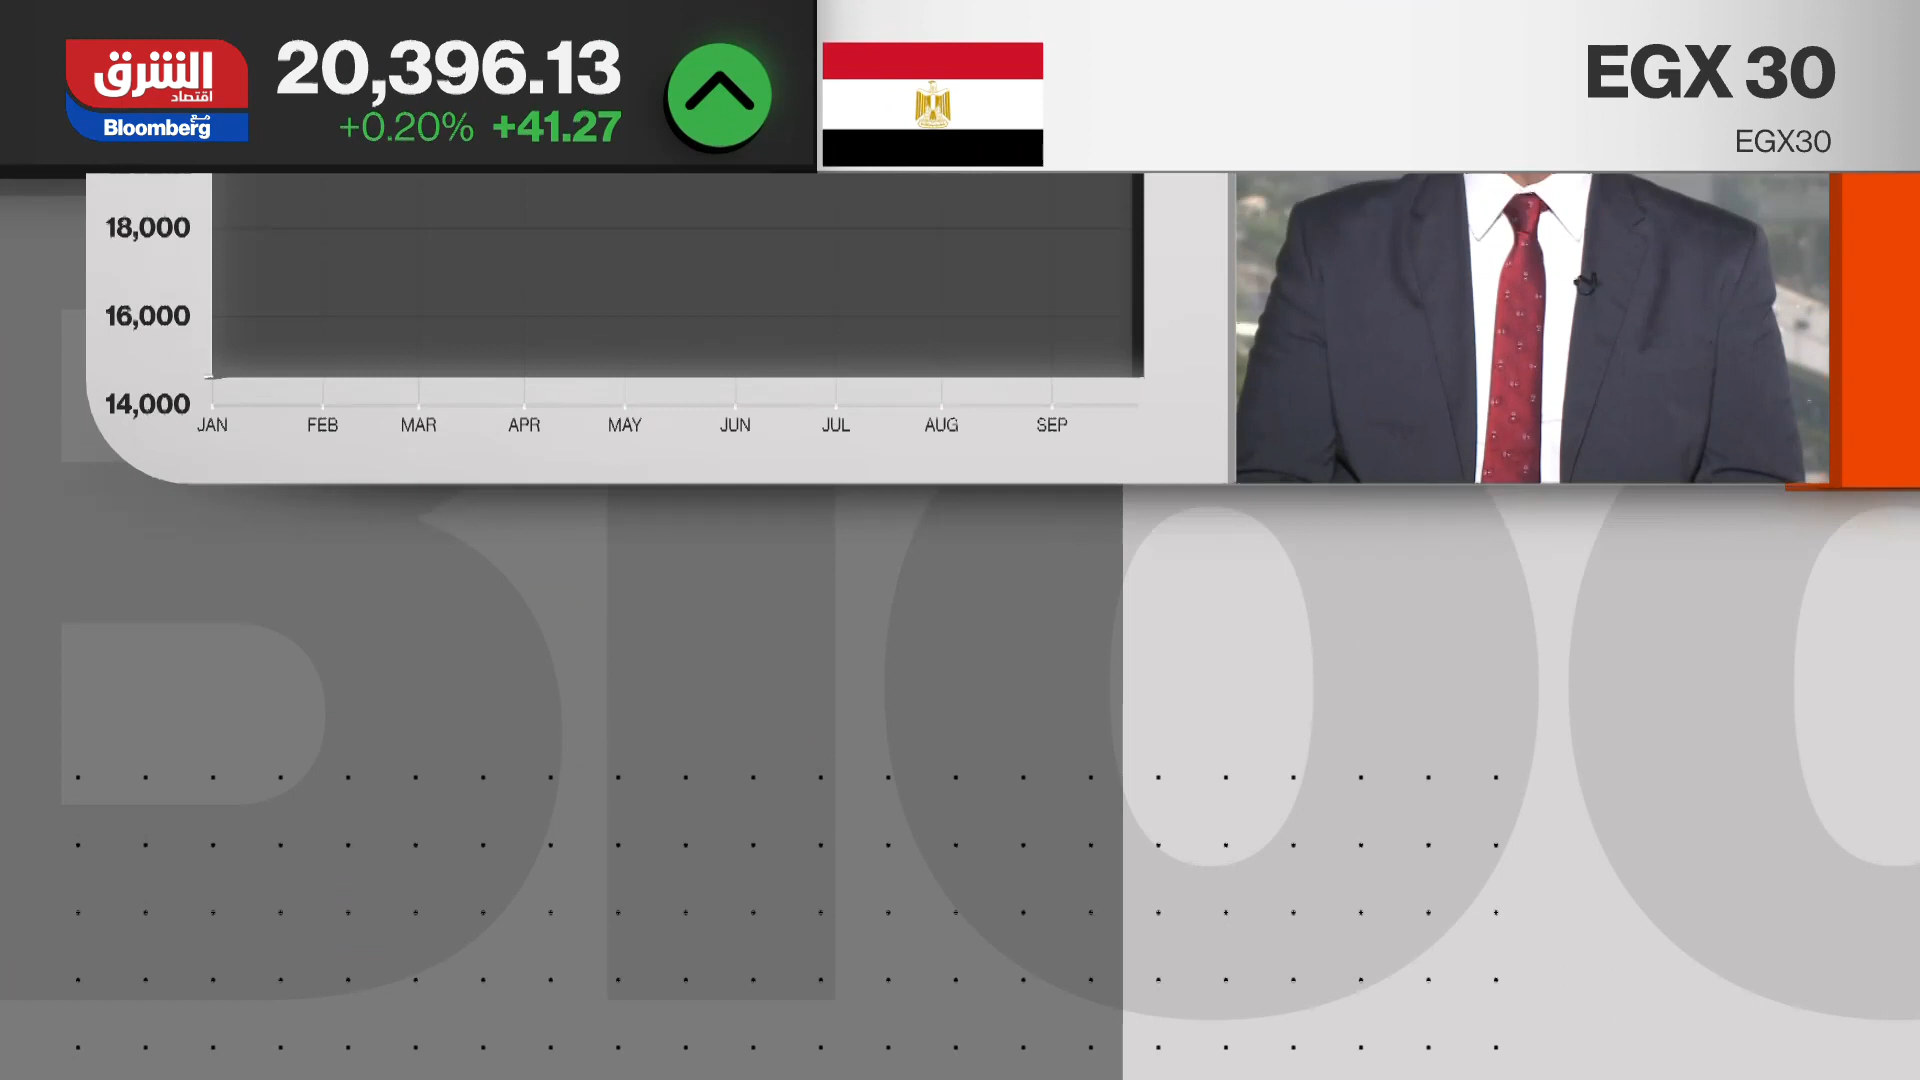 الشرق
اقتصاد
مع
Bloomberg
20,396.13
+0.20% +41.27
EGX 30
EGX30
18,000
16,000
14,000
JAN FEB MAR APR MAY JUN JUL AUG SEP
Bloo